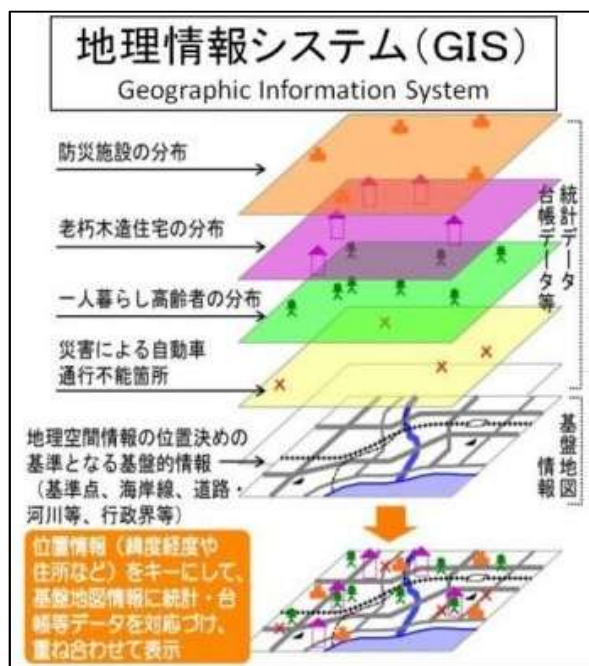 地理情報システム（GIS）
Geographic Information System
防災施設の分布
老朽木造住宅の分布
一人暮らし高齢者の分布
災害による自動車
通行不能箇所
統計データ
台帳データ等
地理空間情報の位置決めの
基準となる基盤的情報
（基準点、海岸線、道路・
河川等、行政界等）
基盤地図
情報
位置情報（緯度経度や
住所など）をキーにして、
基盤地図情報に統計・台
帳等データを対応づけ、
重ね合わせて表示